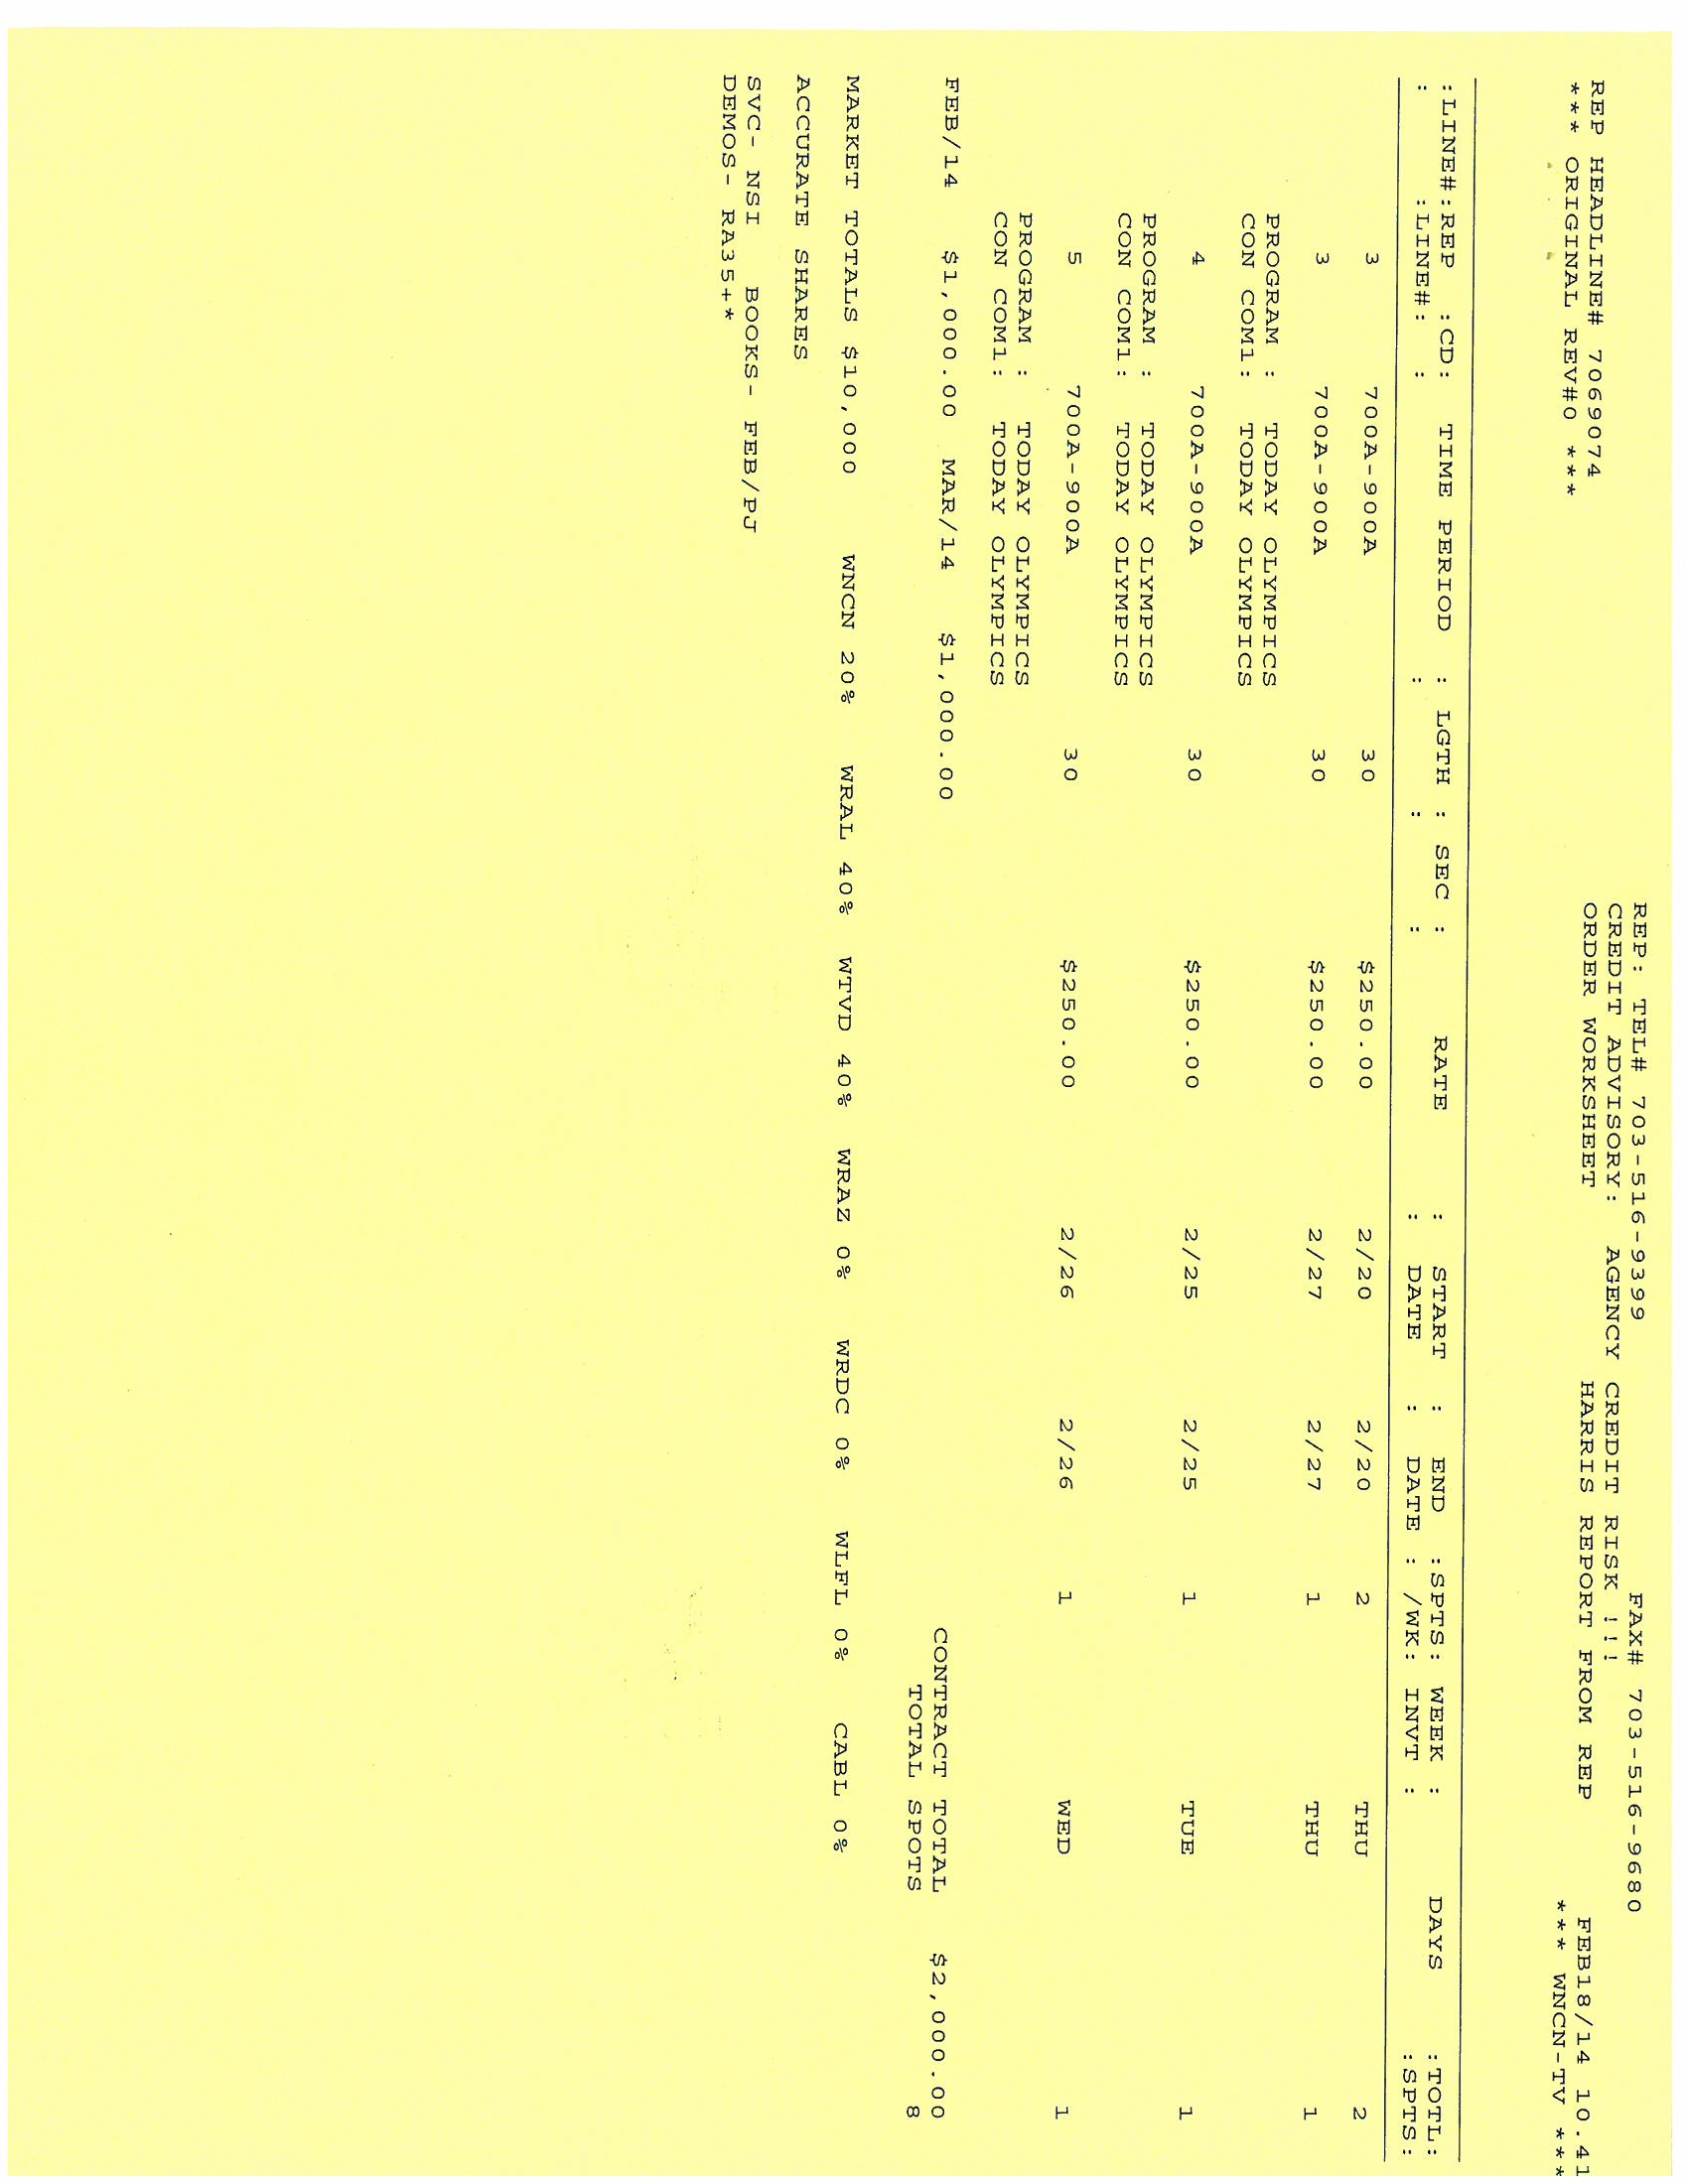 REP: TEL# 703-516-9399 FAX# 703-516-9680
CREDIT ADVISORY: AGENCY CREDIT RISK !!!
REP HEADLINE# 7069074 ORDER WORKSHEET HARRIS REPORT FROM REP FEB18/14 10.41
*** ORIGINAL REV#0 *** *** WNCN-TV ***
:LINE#:REP :CD: TIME PERIOD : LGTH : SEC : RATE : START : END :SPTS: WEEK : DAYS :TOTL:
: :LINE#: : : : : : DATE : DATE : /WK: INVT : :SPTS:
3 700A-900A 30 $250.00 2/20 2/20 2 THU 2
3 700A-900A 30 $250.00 2/27 2/27 1 THU 1
PROGRAM : TODAY OLYMPICS
CON COM1: TODAY OLYMPICS
4 700A-900A 30 $250.00 2/25 2/25 1 TUE 1
PROGRAM : TODAY OLYMPICS
CON COM1: TODAY OLYMPICS
5 700A-900A 30 $250.00 2/26 2/26 1 WED 1
PROGRAM : TODAY OLYMPICS
CON COM1: TODAY OLYMPICS
FEB/14 $1,000.00 MAR/14 $1,000.00 CONTRACT TOTAL $2,000.00
TOTAL SPOTS 8
MARKET TOTALS $10,000 WNCN 20% WRAL 40% WTVD 40% WRAZ 0% WRDC 0% WLFL 0% CABL 0%
ACCURATE SHARES
SVC- NSI BOOKS- FEB/PJ
DEMOS- RA35+*